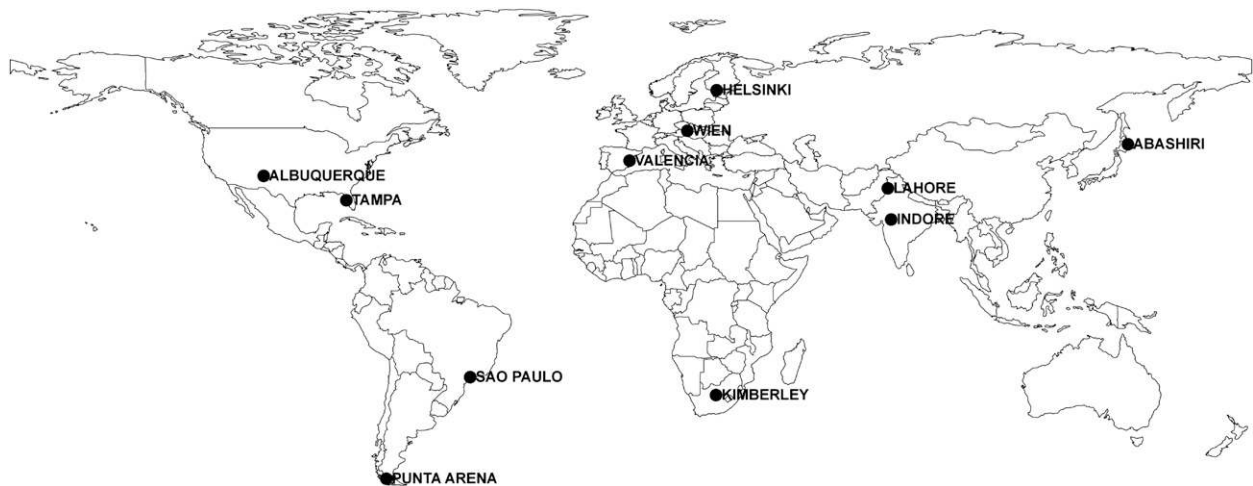 HELSINKI
WIEN
ABASHIRI
VALENCIA
ALBUQUERQUE
LAHORE
TAMPA
INDORE
SAO PAULO
KIMBERLEY
PUNTA ARENA